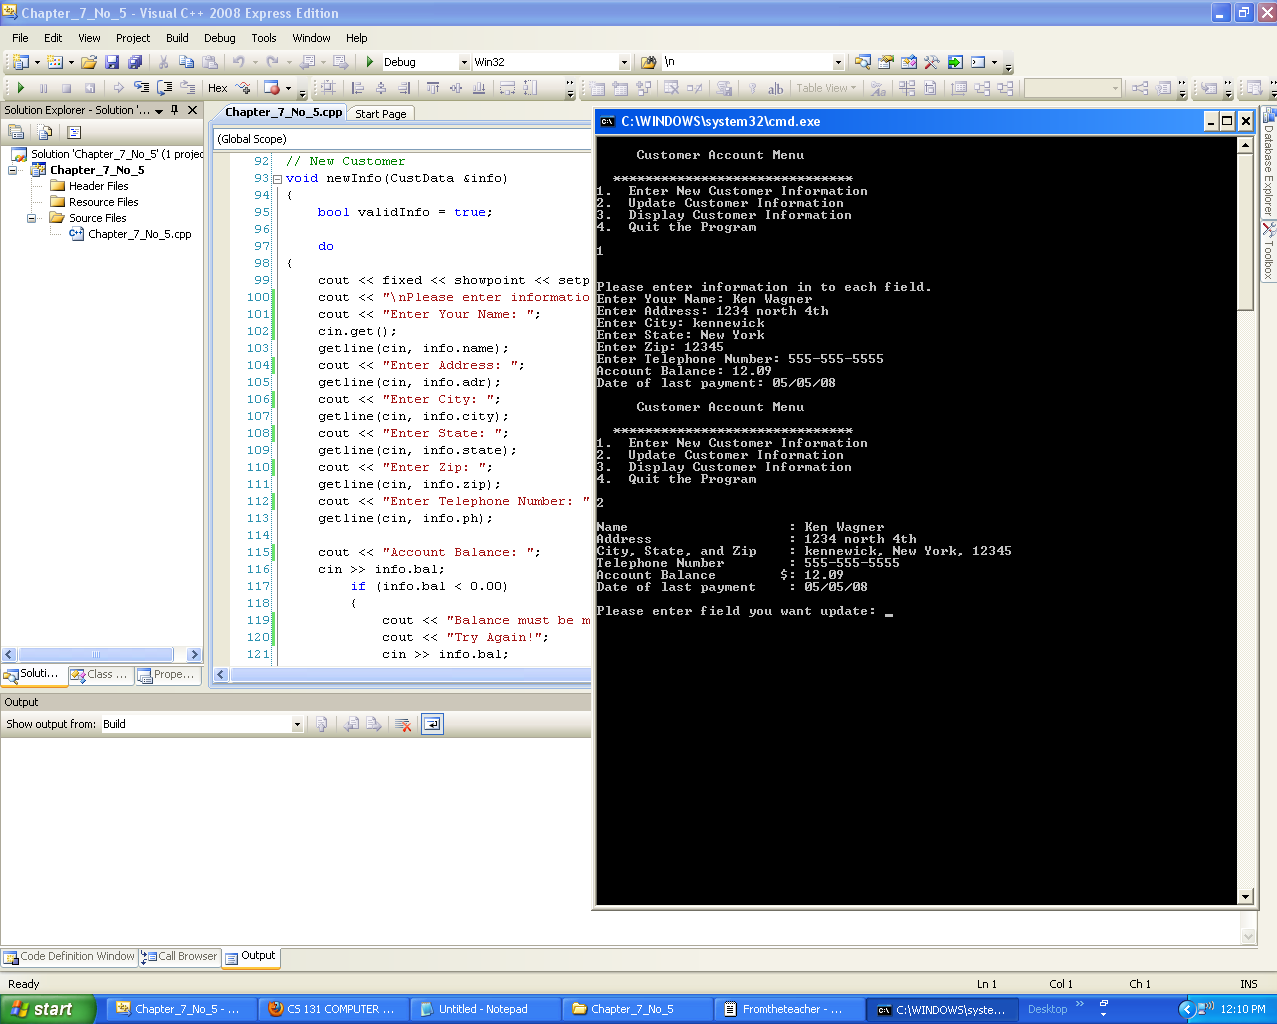 Chapter_7_No_5 - Visual C++ 2008 Express Edition
File Edit View Project Build Debug Tools Window Help
Debug Win32 \n
Hex Table View
Solution Explorer - Solution '...
Chapter_7_No_5.cpp Start Page
(Global Scope)
Solution 'Chapter_7_No_5' (1 projec
Chapter_7_No_5
Header Files
Resource Files
Source Files
Chapter_7_No_5.cpp
92 // New Customer
93 void newInfo(CustData &info)
94 {
95 bool validInfo = true;
96
97 do
98 {
99 cout << fixed << showpoint << setp
100 cout << "\nPlease enter informatio
101 cout << "Enter Your Name: ";
102 cin.get();
103 getline(cin, info.name);
104 cout << "Enter Address: ";
105 getline(cin, info.adr);
106 cout << "Enter City: ";
107 getline(cin, info.city);
108 cout << "Enter State: ";
109 getline(cin, info.state);
110 cout << "Enter Zip: ";
111 getline(cin, info.zip);
112 cout << "Enter Telephone Number: "
113 getline(cin, info.ph);
114
115 cout << "Account Balance: ";
116 cin >> info.bal;
117 if (info.bal < 0.00)
118 {
119 cout << "Balance must be m
120 cout << "Try Again!";
121 cin >> info.bal;
Soluti... Class ... Prope...
C:\WINDOWS\system32\cmd.exe
Customer Account Menu
******************************
1. Enter New Customer Information
2. Update Customer Information
3. Display Customer Information
4. Quit the Program
1
Please enter information in to each field.
Enter Your Name: Ken Wagner
Enter Address: 1234 north 4th
Enter City: kennewick
Enter State: New York
Enter Zip: 12345
Enter Telephone Number: 555-555-5555
Account Balance: 12.09
Date of last payment: 05/05/08
Customer Account Menu
******************************
1. Enter New Customer Information
2. Update Customer Information
3. Display Customer Information
4. Quit the Program
2
Name : Ken Wagner
Address : 1234 north 4th
City, State, and Zip : kennewick, New York, 12345
Telephone Number : 555-555-5555
Account Balance $: 12.09
Date of last payment : 05/05/08
Please enter field you want update: _
Database Explorer
Toolbox
Output
Show output from: Build
Code Definition Window Call Browser Output
Ready Ln 1 Col 1 Ch 1 INS
start Chapter_7_No_5 - ... CS 131 COMPUTER ... Untitled - Notepad Chapter_7_No_5 Fromtheteacher - ... C:\WINDOWS\syste... Desktop 12:10 PM